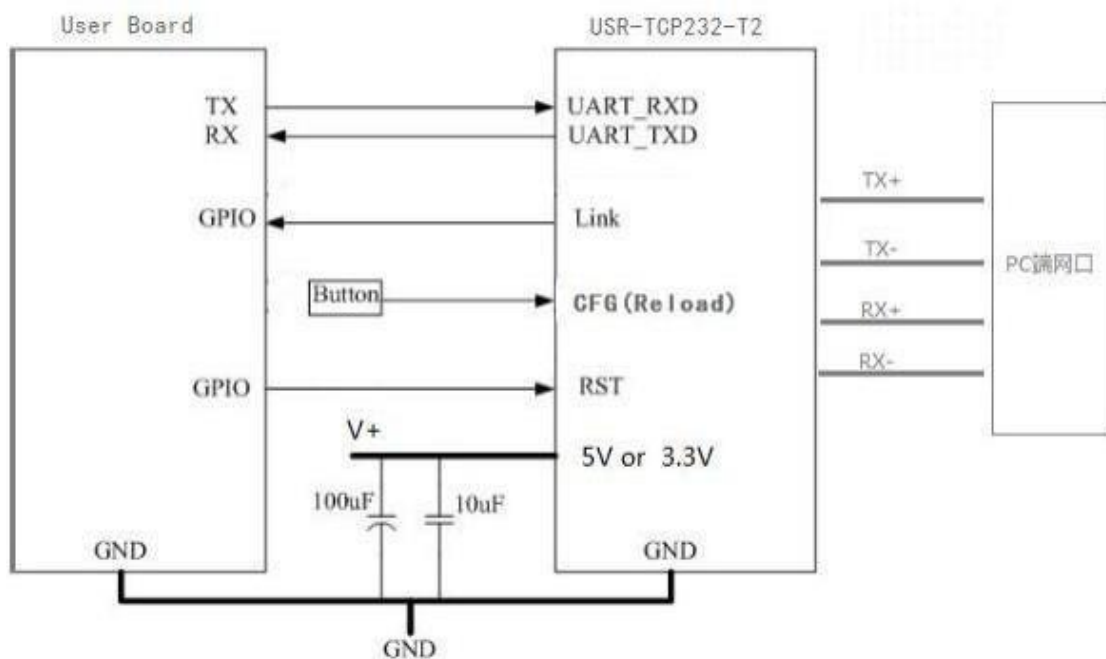 User Board
USR-TCP232-T2
TX
UART_RXD
RX
UART_TXD
TX+
GPIO
Link
TX-
PC端网口
Button
CFG(Reload)
RX+
RX-
GPIO
RST
V+
5V or 3.3V
100uF
10uF
GND
GND
GND